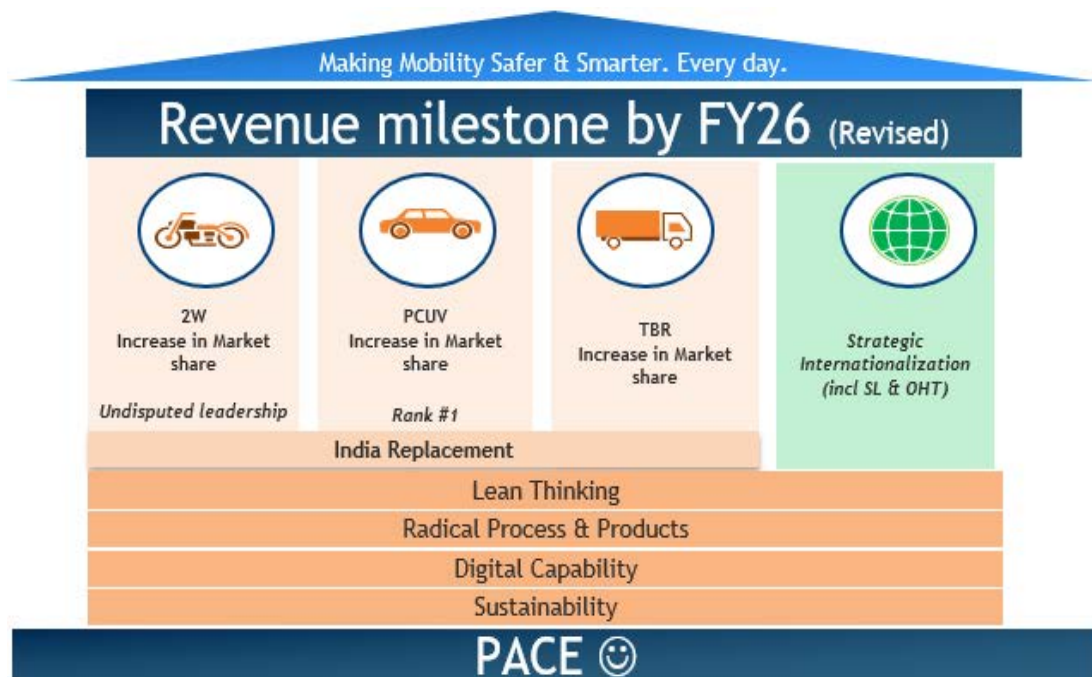 Making Mobility Safer & Smarter. Every day.
Revenue milestone by FY26 (Revised)
2W
Increase in Market
share
Undisputed leadership
PCUV
Increase in Market
share
Rank #1
TBR
Increase in Market
share
Strategic
Internationalization
(incl SL & OHT)
India Replacement
Lean Thinking
Radical Process & Products
Digital Capability
Sustainability
PACE ☺